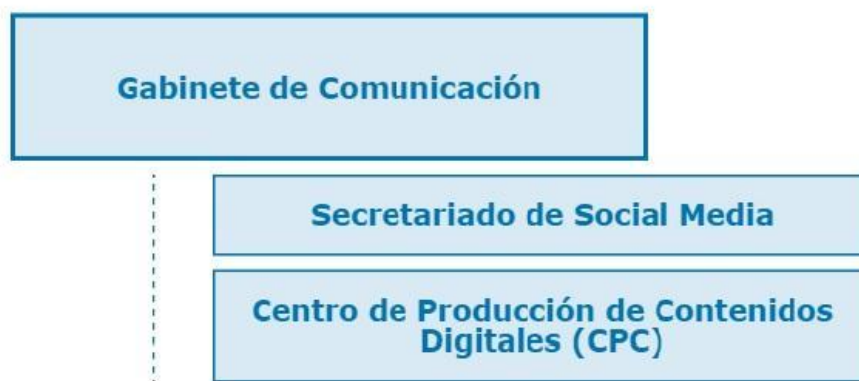 Gabinete de Comunicación
Secretariado de Social Media
Centro de Producción de Contenidos
Digitales (CPC)